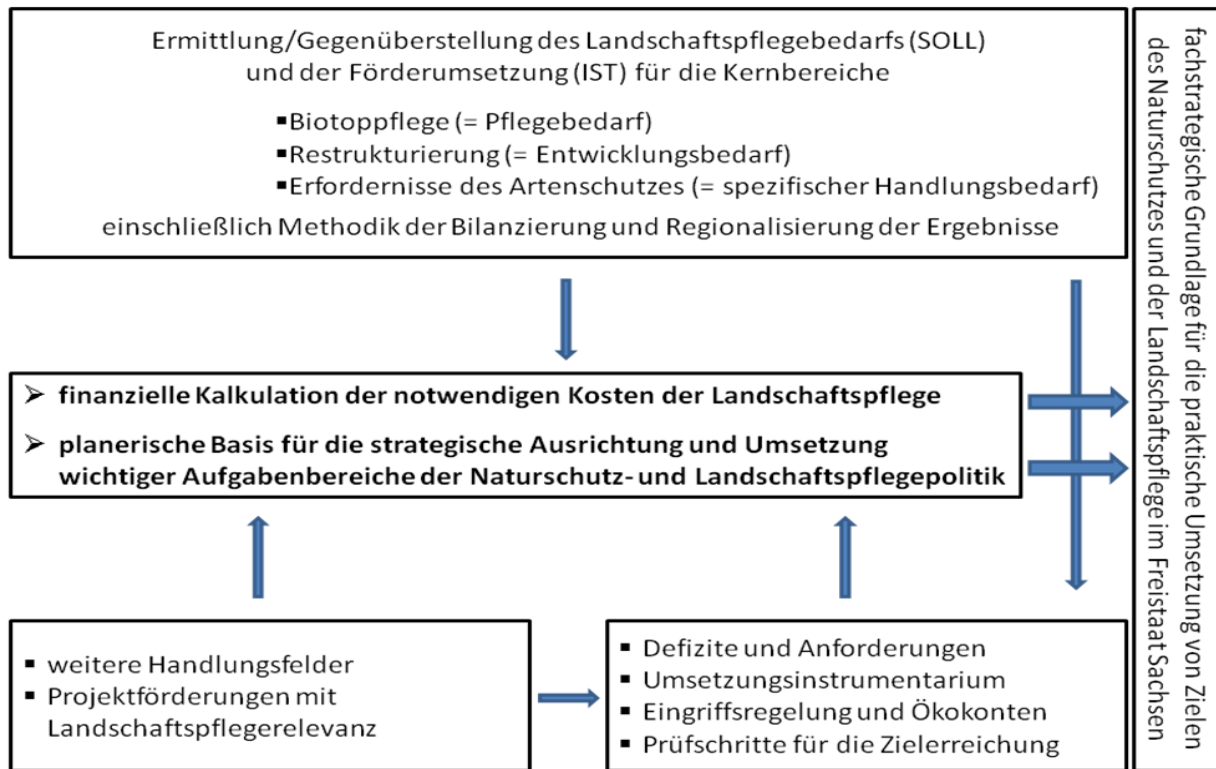 Ermittlung/Gegenüberstellung des Landschaftspflegebedarfs (SOLL)
und der Förderumsetzung (IST) für die Kernbereiche
▪Biotoppflege (= Pflegebedarf)
▪Restrukturierung (= Entwicklungsbedarf)
▪Erfordernisse des Artenschutzes (= spezifischer Handlungsbedarf)
einschließlich Methodik der Bilanzierung und Regionalisierung der Ergebnisse
➢ finanzielle Kalkulation der notwendigen Kosten der Landschaftspflege
➢ planerische Basis für die strategische Ausrichtung und Umsetzung
wichtiger Aufgabenbereiche der Naturschutz- und Landschaftspflegepolitik
▪ weitere Handlungsfelder
▪ Projektförderungen mit
Landschaftspflegerelevanz
▪ Defizite und Anforderungen
▪ Umsetzungsinstrumentarium
▪ Eingriffsregelung und Ökokonten
▪ Prüfschritte für die Zielerreichung
fachstrategische Grundlage für die praktische Umsetzung von Zielen
des Naturschutzes und der Landschaftspflege im Freistaat Sachsen